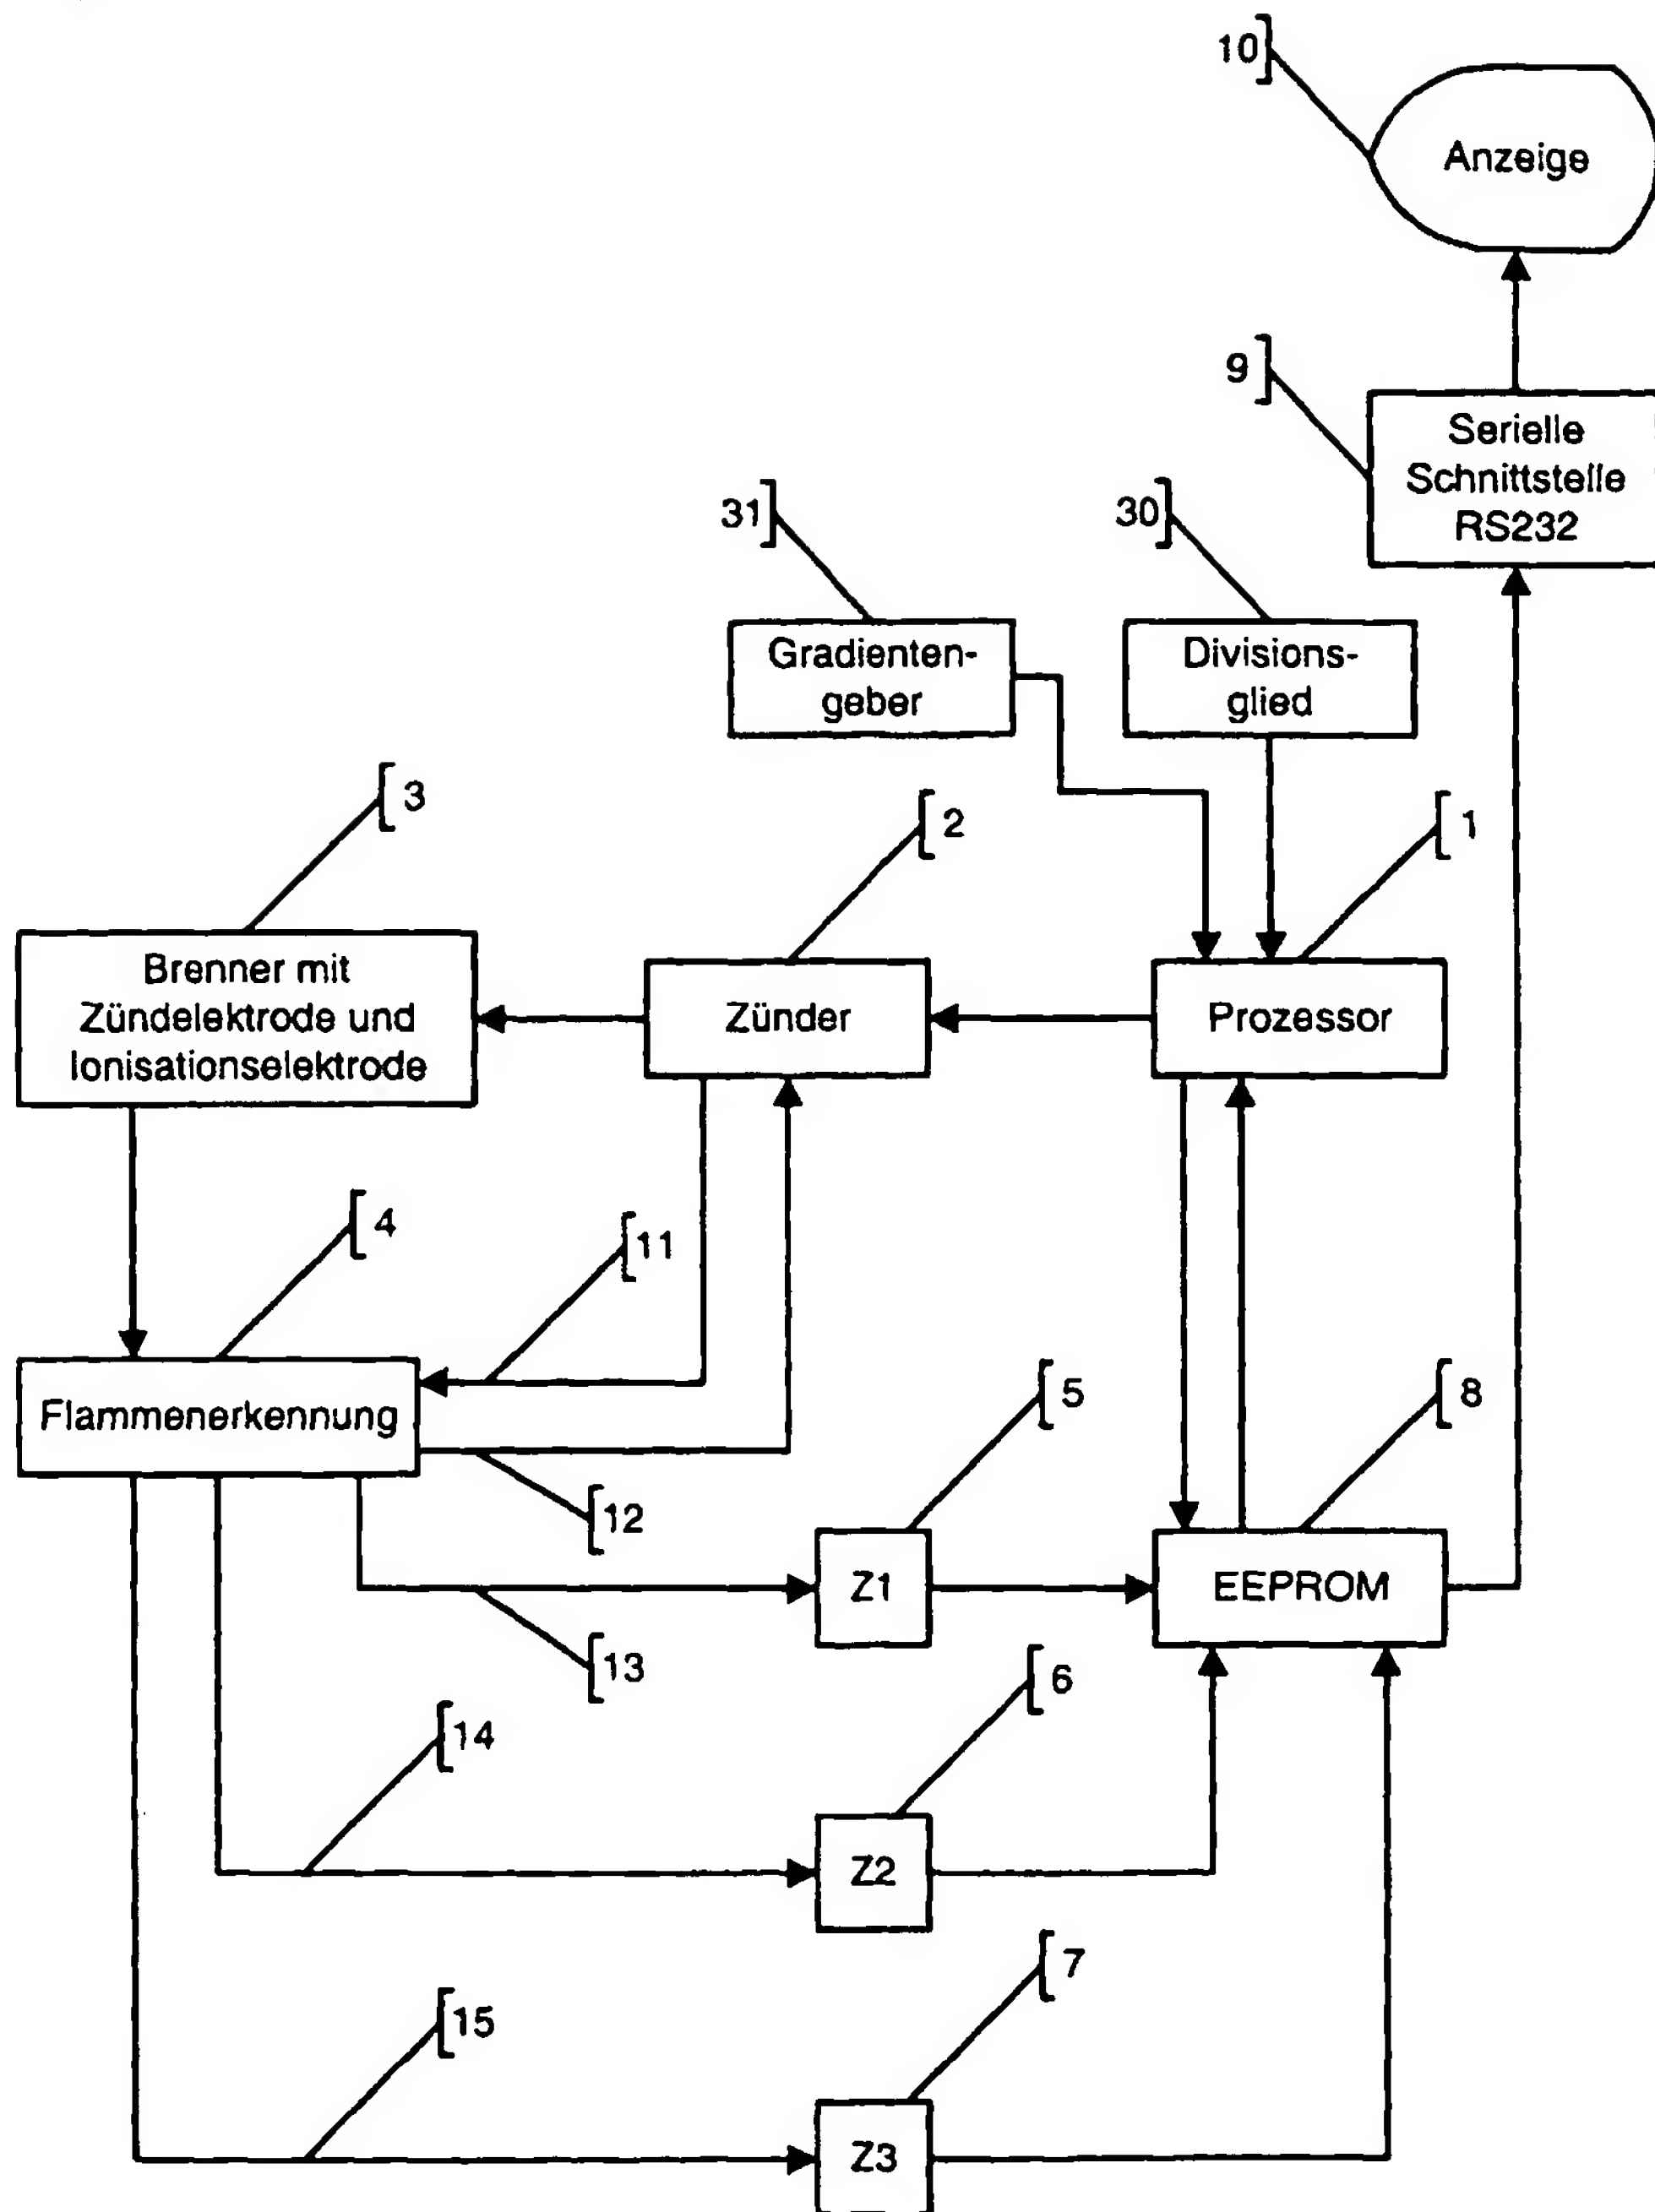 10
Anzeige
9
Serielle
Schnittstelle
RS232
31
30
Gradienten-
geber
Divisions-
glied
3
2
1
Brenner mit
Zündelektrode und
Ionisationselektrode
Zünder
Prozessor
4
11
5
8
Flammenerkennung
12
Z1
EEPROM
13
6
14
Z2
7
15
Z3